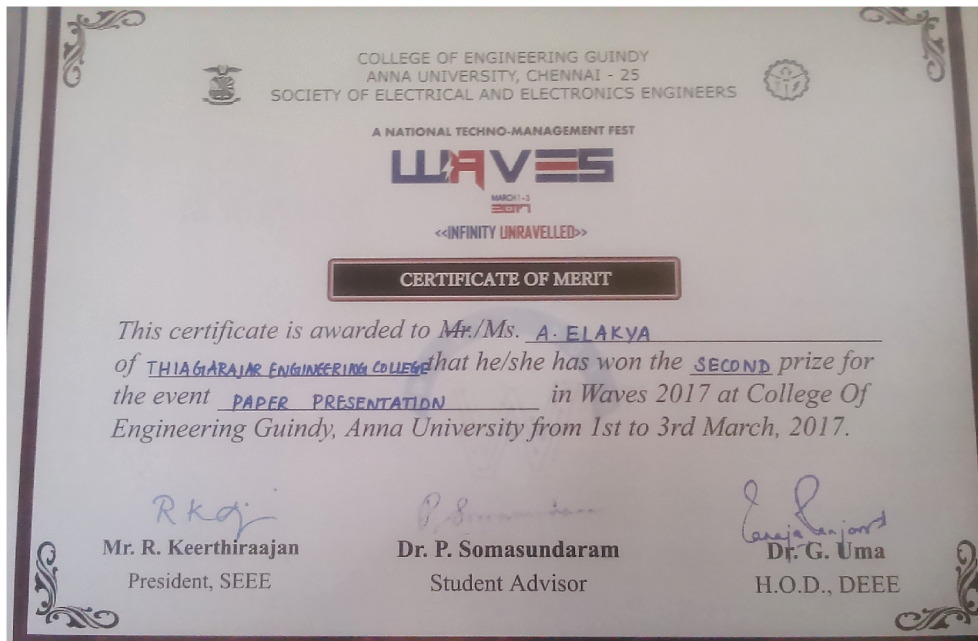 COLLEGE OF ENGINEERING GUINDY
ANNA UNIVERSITY, CHENNAI - 25
SOCIETY OF ELECTRICAL AND ELECTRONICS ENGINEERS
A NATIONAL TECHNO-MANAGEMENT FEST
WAVES
MARCH 1-3
2017
<<INFINITY UNRAVELLED>>
CERTIFICATE OF MERIT
This certificate is awarded to Mr./Ms. A. ELAKYA
of THIAGARAJAR ENGINEERING COLLEGE that he/she has won the SECOND prize for
the event PAPER PRESENTATION in Waves 2017 at College Of
Engineering Guindy, Anna University from 1st to 3rd March, 2017.
Mr. R. Keerthiraajan Dr. P. Somasundaram Dr. G. Uma
President, SEEE Student Advisor H.O.D., DEEE